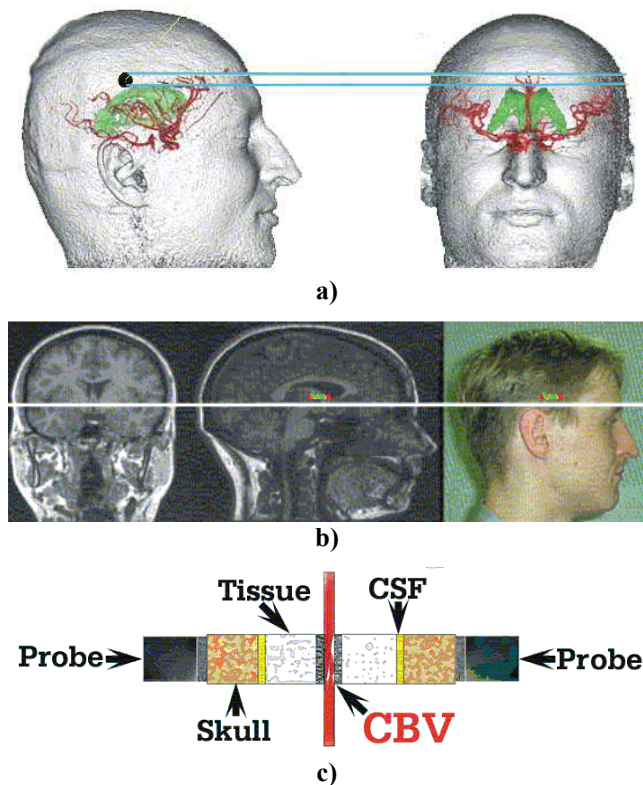 a)
b)
Tissue CSF
Probe Probe
Skull CBV
c)